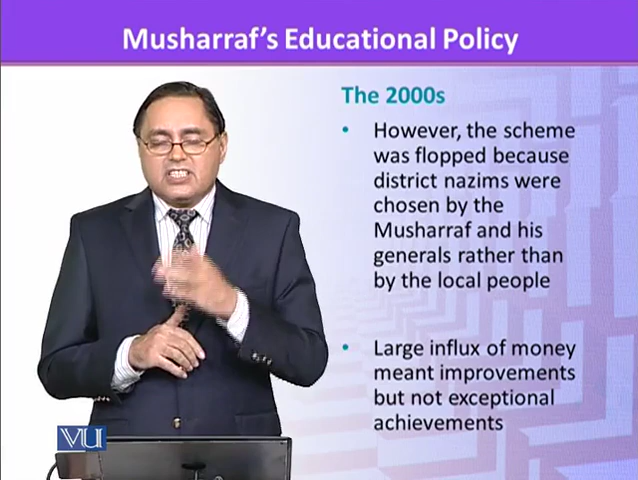 Musharraf's Educational Policy
The 2000s
• However, the scheme
was flopped because
district nazims were
chosen by the
Musharraf and his
generals rather than
by the local people
• Large influx of money
meant improvements
but not exceptional
achievements
VU